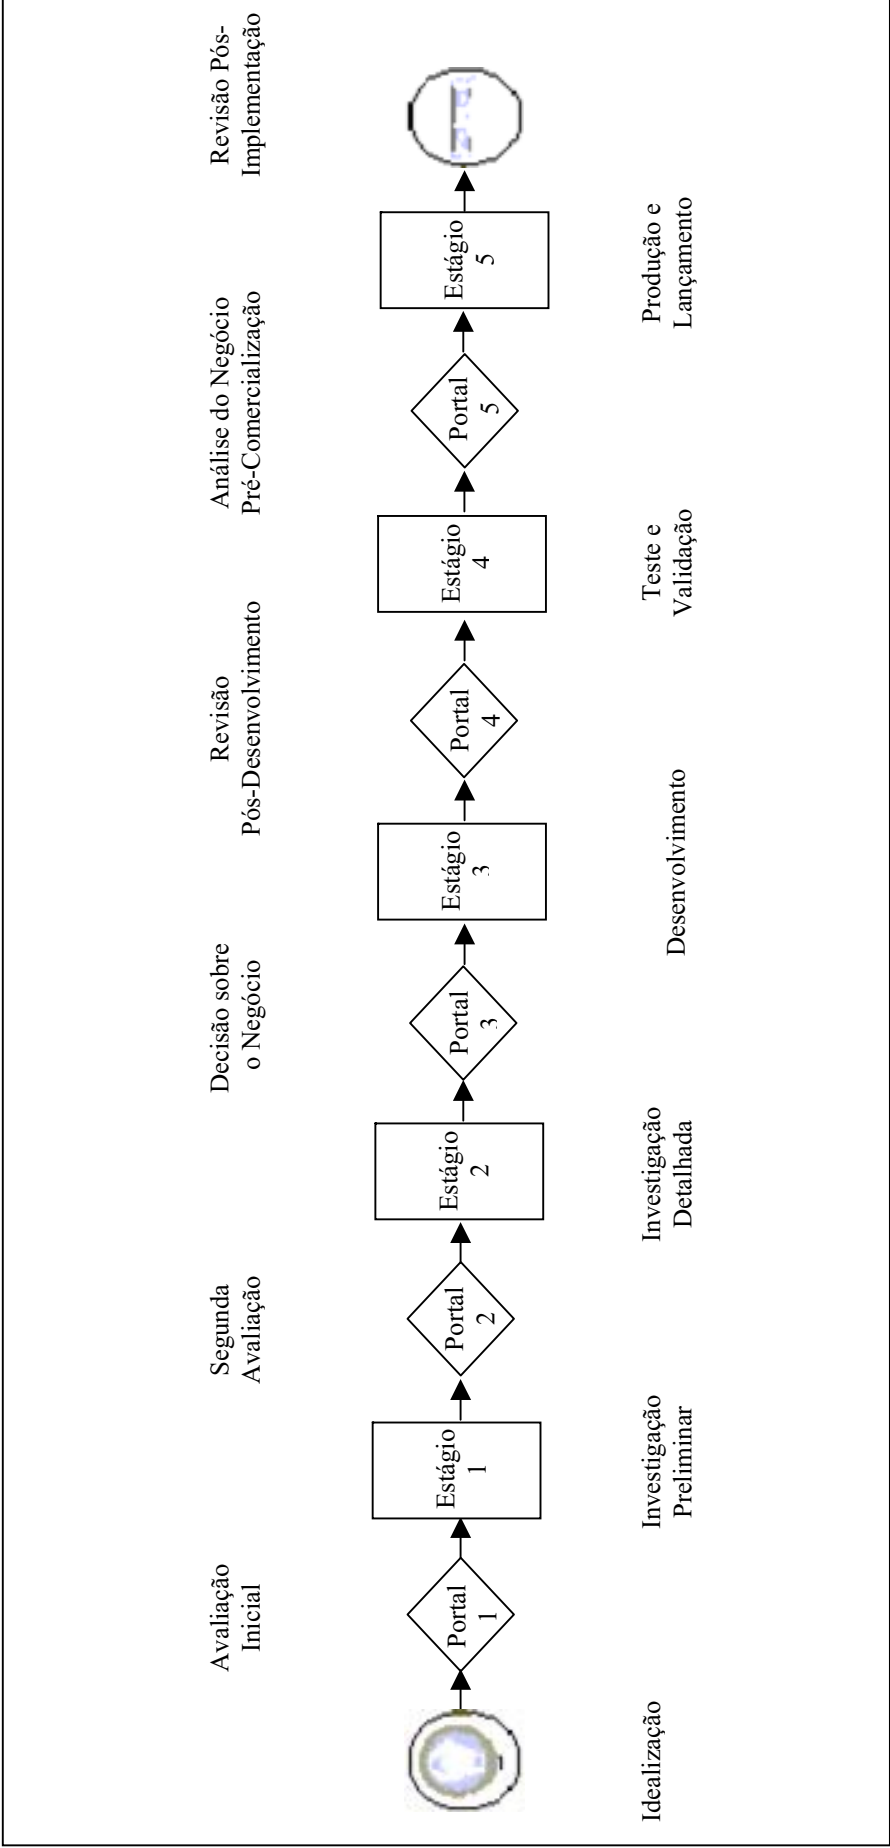 Avaliação
Inicial
Segunda
Avaliação
Decisão sobre
o Negócio
Revisão
Pós-Desenvolvimento
Análise do Negócio
Pré-Comercialização
Revisão Pós-
Implementação
Portal
1
Estágio
1
Portal
2
Estágio
2
Portal
3
Estágio
3
Portal
4
Estágio
4
Portal
5
Estágio
5
Idealização
Investigação
Preliminar
Investigação
Detalhada
Desenvolvimento
Teste e
Validação
Produção e
Lançamento